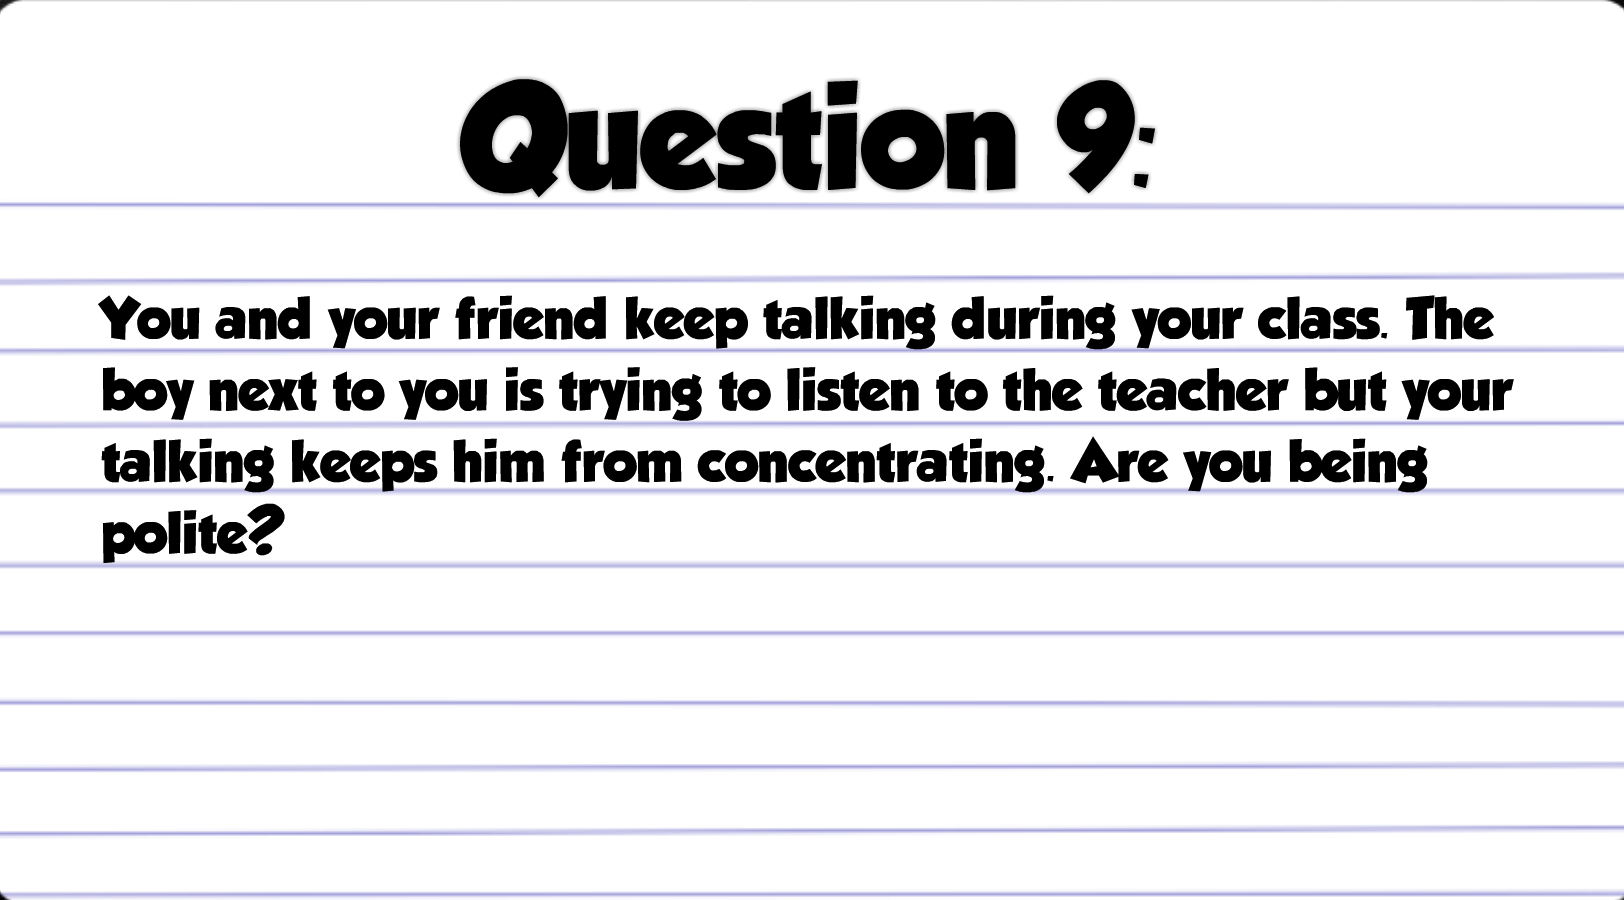 Question 9:
You and your friend keep talking during your class. The
boy next to you is trying to listen to the teacher but your
talking keeps him from concentrating. Are you being
polite?